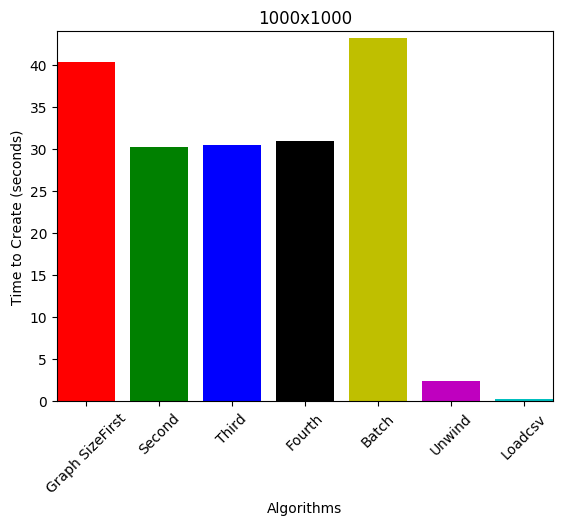 1000x1000
Time to Create (seconds)
40
35
30
25
20
15
10
5
0
Graph SizeFirst
Second
Third
Fourth
Batch
Unwind
Loadcsv
Algorithms